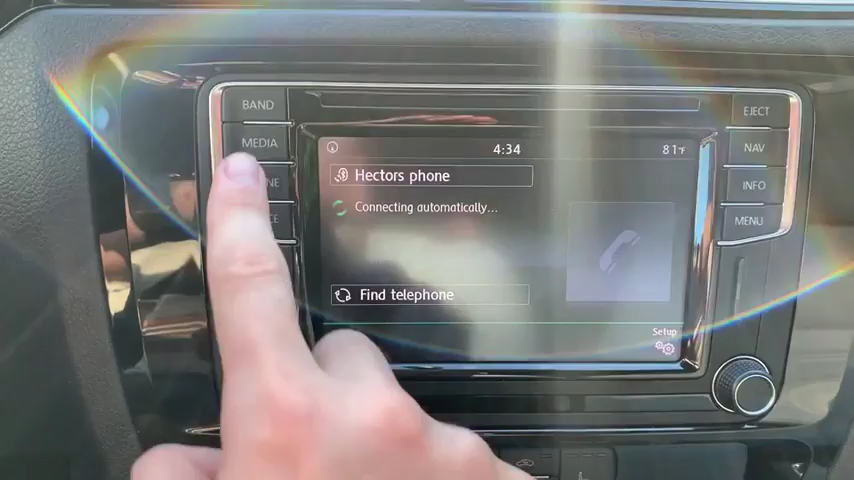 BAND
MEDIA
EJECT
NAV
INFO
MENU
4:34
81°F
Hectors phone
Connecting automatically...
Find telephone
Setup